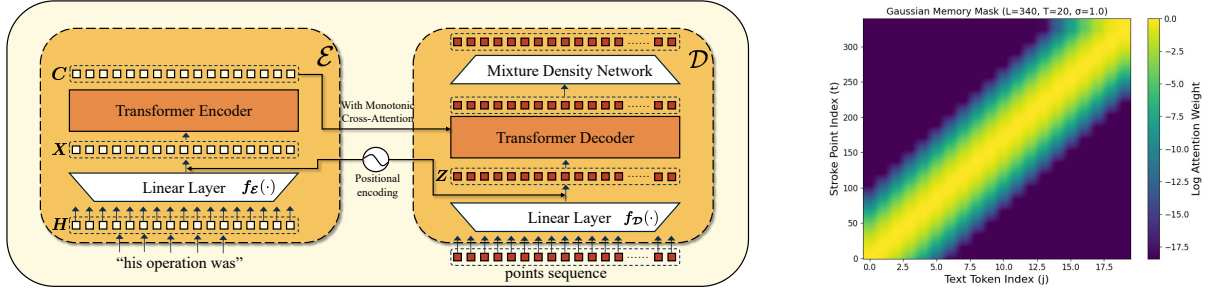 ℰ
C
Transformer Encoder
X
Linear Layer f_ℰ(·)
H
“his operation was”
With Monotonic
Cross-Attention
Positional
encoding
𝒟
......
Mixture Density Network
......
Transformer Decoder
Z
......
Linear Layer f_𝒟(·)
......
points sequence
Gaussian Memory Mask (L=340, T=20, σ=1.0)
Stroke Point Index (t)
300
250
200
150
100
50
0
0.0 2.5 5.0 7.5 10.0 12.5 15.0 17.5
Text Token Index (j)
0.0
−2.5
−5.0
−7.5
−10.0
−12.5
−15.0
−17.5
Log Attention Weight